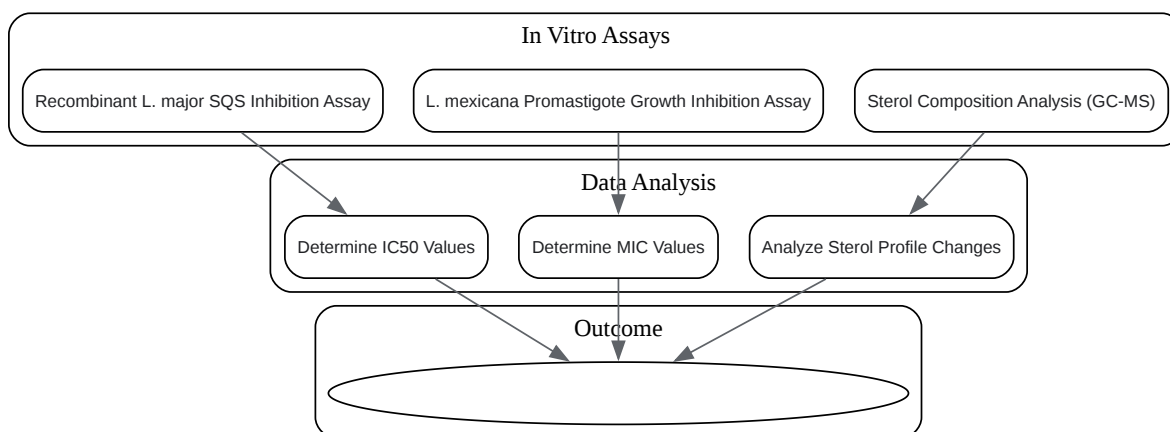 In Vitro Assays
Recombinant L. major SQS Inhibition Assay
L. mexicana Promastigote Growth Inhibition Assay
Sterol Composition Analysis (GC-MS)
Data Analysis
Determine IC50 Values
Determine MIC Values
Analyze Sterol Profile Changes
Outcome